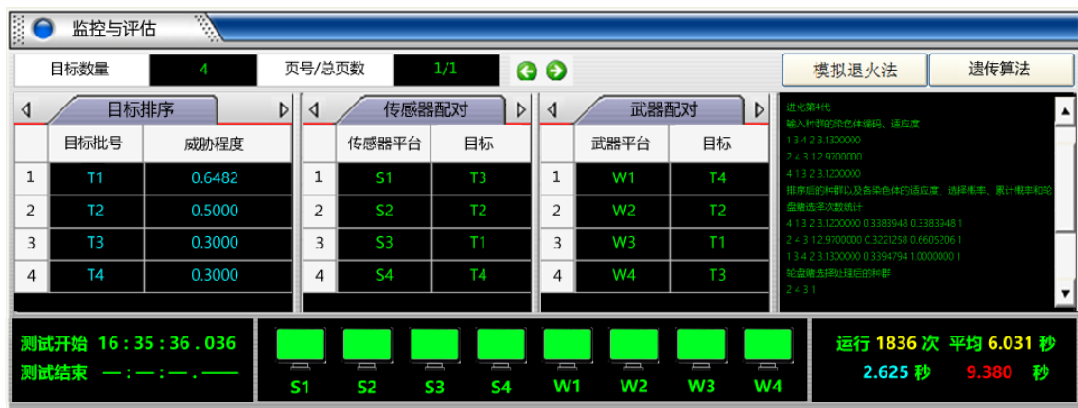 监控与评估
目标数量 4 页号/总页数 1/1 模拟退火法 遗传算法
目标排序 传感器配对 武器配对
目标批号 威胁程度 传感器平台 目标 武器平台 目标
1 T1 0.6482 1 S1 T3 1 W1 T4
2 T2 0.5000 2 S2 T2 2 W2 T2
3 T3 0.3000 3 S3 T1 3 W3 T1
4 T4 0.3000 4 S4 T4 4 W4 T3
进化第4代
输入种群的染色体编码、适应度
1 3 4 2 3.1300000
2 4 3 1 2.9700000
4 1 3 2 3.1200000
排序后的种群以及各染色体的适应度、选择概率、累计概率和轮
盘赌选择次数统计
4 1 3 2 3.1200000 0.3383948 0.3383948 1
2 4 3 1 2.9700000 0.3221258 0.6605206 1
1 3 4 2 3.1300000 0.3394794 1.0000000 1
轮盘赌选择处理后的种群
2 4 3 1
测试开始 16:35:36.036
测试结束 —:—:—.——
S1 S2 S3 S4 W1 W2 W3 W4
运行 1836 次 平均 6.031 秒
2.625 秒 9.380 秒